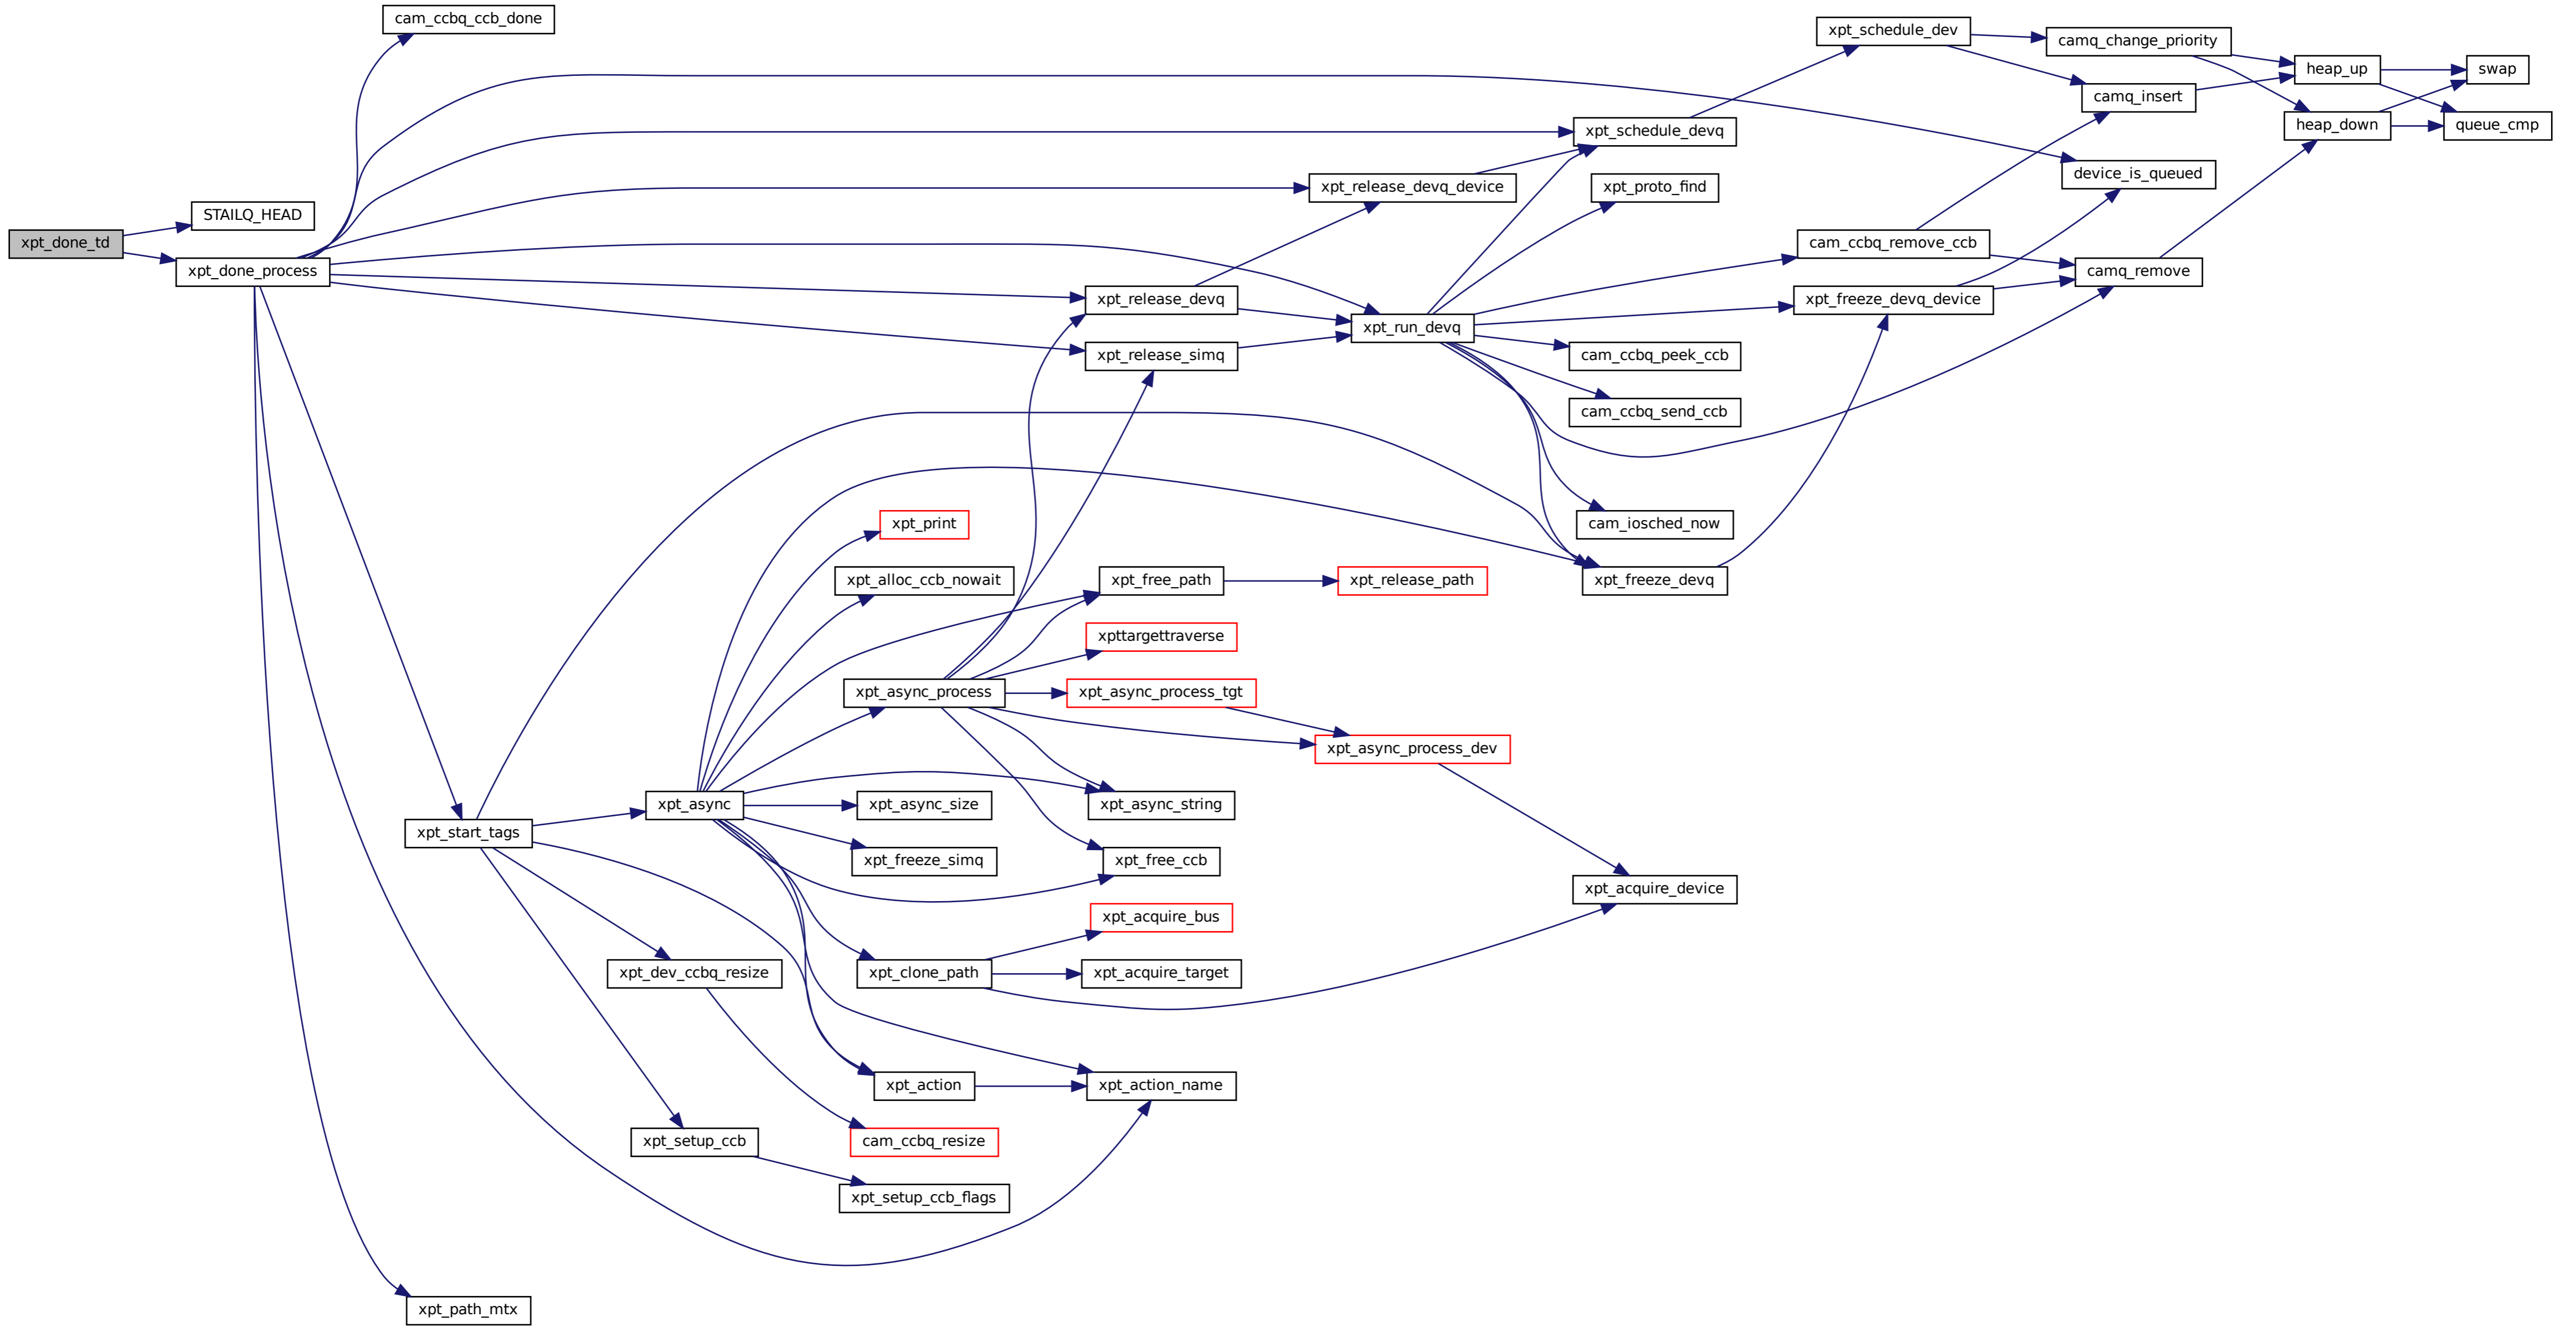 cam_ccbq_ccb_done
xpt_schedule_dev
camq_change_priority
heap_up
swap
camq_insert
heap_down
queue_cmp
xpt_schedule_devq
device_is_queued
xpt_release_devq_device
xpt_proto_find
STAILQ_HEAD
xpt_done_td
cam_ccbq_remove_ccb
xpt_done_process
camq_remove
xpt_release_devq
xpt_freeze_devq_device
xpt_run_devq
xpt_release_simq
cam_ccbq_peek_ccb
cam_ccbq_send_ccb
xpt_print
cam_iosched_now
xpt_alloc_ccb_nowait
xpt_free_path
xpt_release_path
xpt_freeze_devq
xpttargettraverse
xpt_async_process
xpt_async_process_tgt
xpt_async_process_dev
xpt_async
xpt_async_size
xpt_async_string
xpt_start_tags
xpt_freeze_simq
xpt_free_ccb
xpt_acquire_device
xpt_acquire_bus
xpt_dev_ccbq_resize
xpt_clone_path
xpt_acquire_target
xpt_action
xpt_action_name
xpt_setup_ccb
cam_ccbq_resize
xpt_setup_ccb_flags
xpt_path_mtx